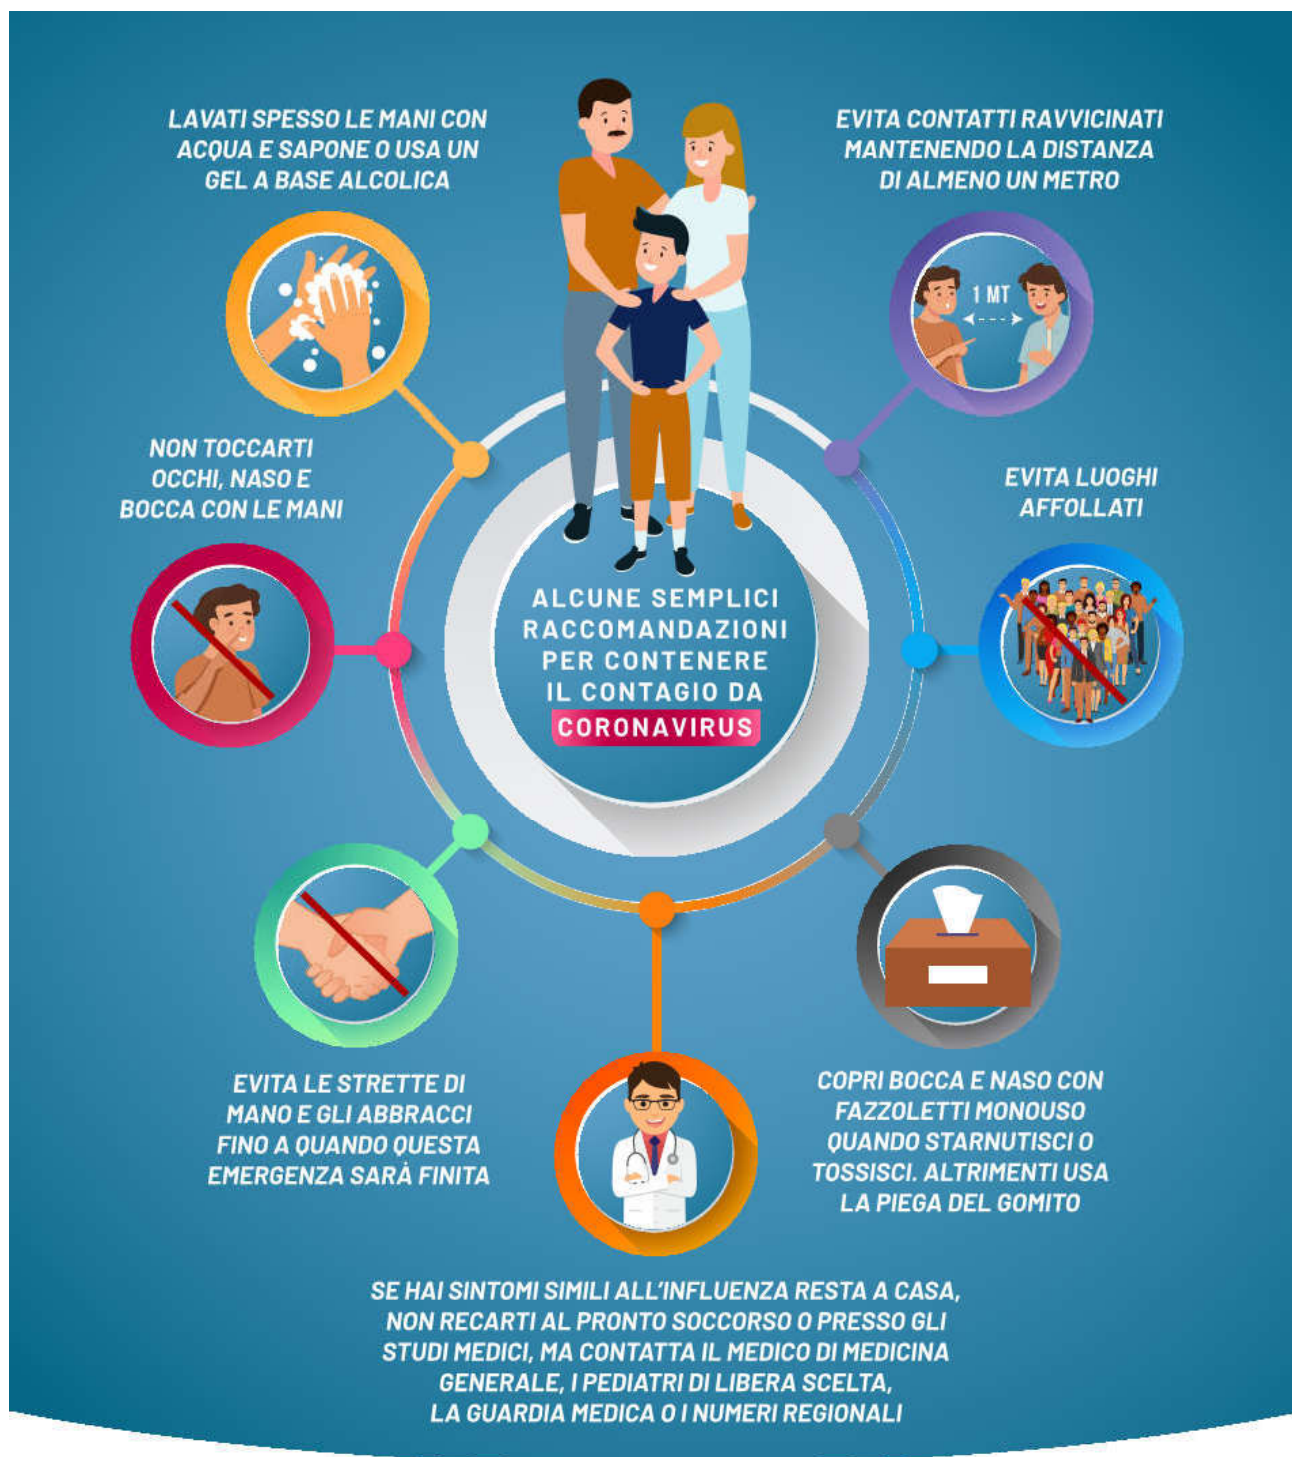 LAVATI SPESSO LE MANI CON
ACQUA E SAPONE O USA UN
GEL A BASE ALCOLICA
EVITA CONTATTI RAVVICINATI
MANTENENDO LA DISTANZA
DI ALMENO UN METRO
1 MT
NON TOCCARTI
OCCHI, NASO E
BOCCA CON LE MANI
EVITA LUOGHI
AFFOLLATI
ALCUNE SEMPLICI
RACCOMANDAZIONI
PER CONTENERE
IL CONTAGIO DA
CORONAVIRUS
EVITA LE STRETTE DI
MANO E GLI ABBRACCI
FINO A QUANDO QUESTA
EMERGENZA SARÀ FINITA
COPRI BOCCA E NASO CON
FAZZOLETTI MONOUSO
QUANDO STARNUTISCI O
TOSSISCI. ALTRIMENTI USA
LA PIEGA DEL GOMITO
SE HAI SINTOMI SIMILI ALL'INFLUENZA RESTA A CASA,
NON RECARTI AL PRONTO SOCCORSO O PRESSO GLI
STUDI MEDICI, MA CONTATTA IL MEDICO DI MEDICINA
GENERALE, I PEDIATRI DI LIBERA SCELTA,
LA GUARDIA MEDICA O I NUMERI REGIONALI